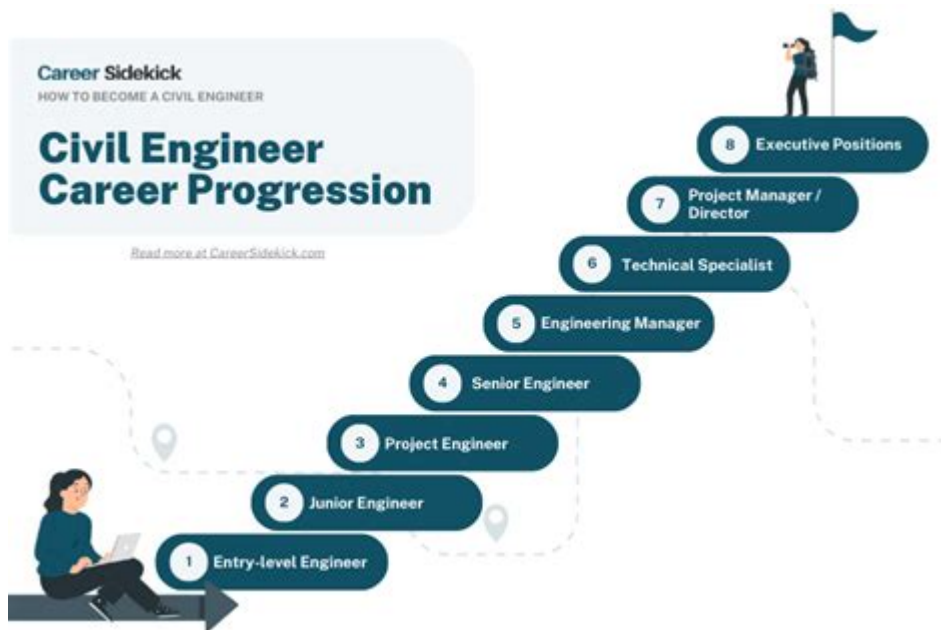 Career Sidekick
HOW TO BECOME A CIVIL ENGINEER
Civil Engineer
Career Progression
Read more at CareerSidekick.com
8 Executive Positions
7 Project Manager /
Director
6 Technical Specialist
5 Engineering Manager
4 Senior Engineer
3 Project Engineer
2 Junior Engineer
1 Entry-level Engineer